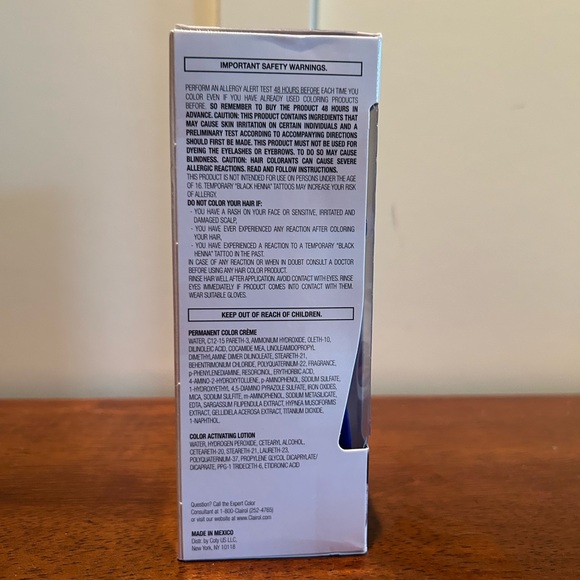 IMPORTANT SAFETY WARNINGS.
PERFORM AN ALLERGY ALERT TEST 48 HOURS BEFORE EACH TIME YOU
COLOR EVEN IF YOU HAVE ALREADY USED COLORING PRODUCTS
BEFORE. SO REMEMBER TO BUY THE PRODUCT 48 HOURS IN
ADVANCE. CAUTION: THIS PRODUCT CONTAINS INGREDIENTS THAT
MAY CAUSE SKIN IRRITATION ON CERTAIN INDIVIDUALS AND A
PRELIMINARY TEST ACCORDING TO ACCOMPANYING DIRECTIONS
SHOULD FIRST BE MADE. THIS PRODUCT MUST NOT BE USED FOR
DYEING THE EYELASHES OR EYEBROWS. TO DO SO MAY CAUSE
BLINDNESS. CAUTION: HAIR COLORANTS CAN CAUSE SEVERE
ALLERGIC REACTIONS. READ AND FOLLOW INSTRUCTIONS.
THIS PRODUCT IS NOT INTENDED FOR USE ON PERSONS UNDER THE AGE
OF 16. TEMPORARY "BLACK HENNA" TATTOOS MAY INCREASE YOUR RISK
OF ALLERGY.
DO NOT COLOR YOUR HAIR IF:
- YOU HAVE A RASH ON YOUR FACE OR SENSITIVE, IRRITATED AND
DAMAGED SCALP,
- YOU HAVE EVER EXPERIENCED ANY REACTION AFTER COLORING
YOUR HAIR,
- YOU HAVE EXPERIENCED A REACTION TO A TEMPORARY "BLACK
HENNA" TATTOO IN THE PAST.
IN CASE OF ANY REACTION OR WHEN IN DOUBT CONSULT A DOCTOR
BEFORE USING ANY HAIR COLOR PRODUCT.
RINSE HAIR WELL AFTER APPLICATION. AVOID CONTACT WITH EYES. RINSE
EYES IMMEDIATELY IF PRODUCT COMES INTO CONTACT WITH THEM.
WEAR SUITABLE GLOVES.
KEEP OUT OF REACH OF CHILDREN.
PERMANENT COLOR CRÈME
WATER, C12-15 PARETH-3, AMMONIUM HYDROXIDE, OLETH-10,
DILINOLEIC ACID, COCAMIDE MEA, LINOLEAMIDOPROPYL
DIMETHYLAMINE DIMER DILINOLEATE, STEARETH-21,
BEHENTRIMONIUM CHLORIDE, POLYQUATERNIUM-22, FRAGRANCE,
p-PHENYLENEDIAMINE, RESORCINOL, ERYTHORBIC ACID,
4-AMINO-2-HYDROXYTOLUENE, p-AMINOPHENOL, SODIUM SULFATE,
1-HYDROXYETHYL 4,5-DIAMINO PYRAZOLE SULFATE, IRON OXIDES,
MICA, SODIUM SULFITE, m-AMINOPHENOL, SODIUM METASILICATE,
EDTA, SARGASSUM FILIPENDULA EXTRACT, HYPNEA MUSCIFORMIS
EXTRACT, GELLIDIELA ACEROSA EXTRACT, TITANIUM DIOXIDE,
1-NAPHTHOL.
COLOR ACTIVATING LOTION
WATER, HYDROGEN PEROXIDE, CETEARYL ALCOHOL,
CETEARETH-20, STEARETH-21, LAURETH-23,
POLYQUATERNIUM-37, PROPYLENE GLYCOL DICAPRYLATE/
DICAPRATE, PPG-1 TRIDECETH-6, ETIDRONIC ACID
Question? Call the Expert Color
Consultant at 1-800-Clairol (252-4765)
or visit our website at www.Clairol.com
MADE IN MEXICO
Distr. by Coty US LLC,
New York, NY 10118